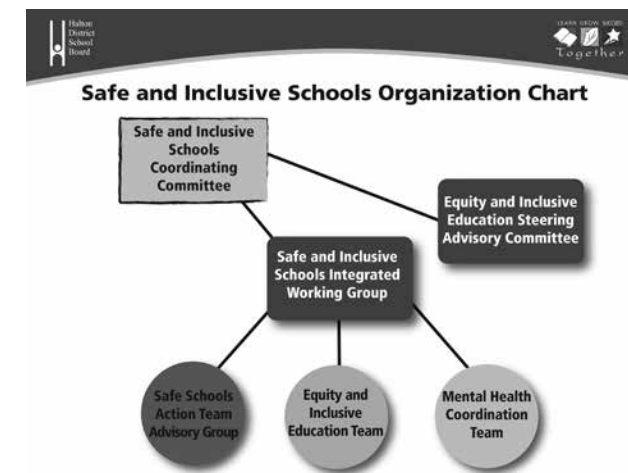 Halton
District
School
Board
LEARN GROW SUCCEED
Together
Safe and Inclusive Schools Organization Chart
Safe and Inclusive
Schools
Coordinating
Committee
Equity and Inclusive
Education Steering
Advisory Committee
Safe and Inclusive
Schools Integrated
Working Group
Safe Schools
Action Team
Advisory Group
Equity and
Inclusive
Education Team
Mental Health
Coordination
Team